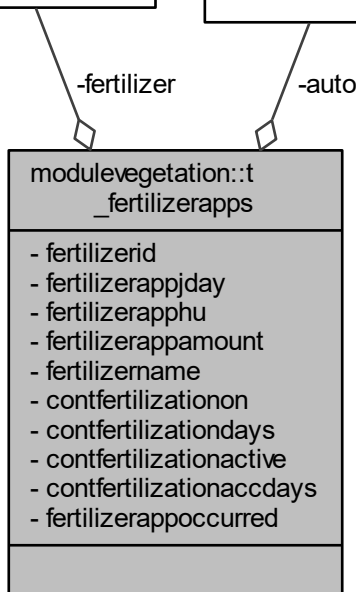 -fertilizer
-auto
modulevegetation::t
_fertilizerapps
- fertilizerid
- fertilizerappjday
- fertilizerapphu
- fertilizerappamount
- fertilizername
- contfertilizationon
- contfertilizationdays
- contfertilizationactive
- contfertilizationaccdays
- fertilizerappoccurred